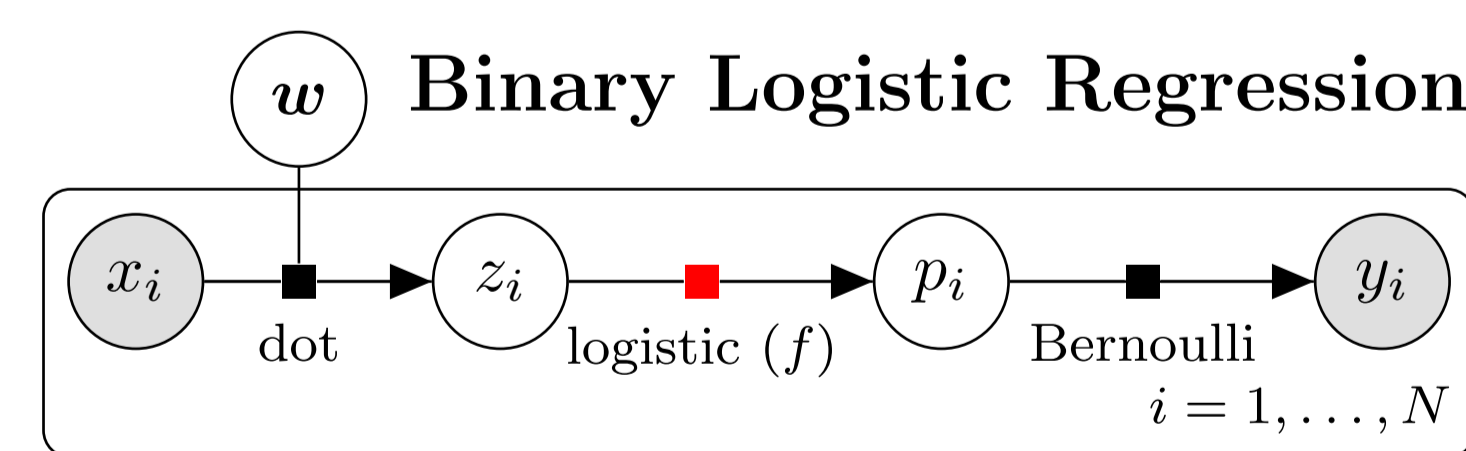 w Binary Logistic Regression
x_i z_i p_i y_i
dot logistic (f) Bernoulli
i = 1, . . . , N